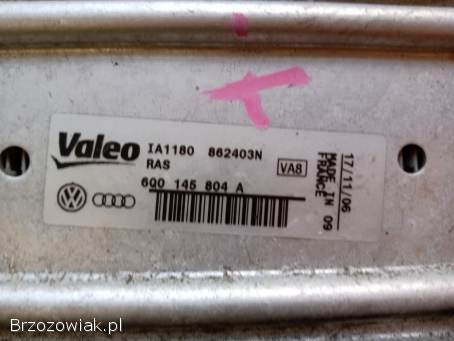 Valeo
IA1180 862403N
RAS
VA8
6Q0 145 804 A
17/11/06
MADE IN 09
FRANCE
Brzozowiak.pl